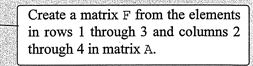 Create a matrix F from the elements
in rows 1 through 3 and columns 2
through 4 in matrix A.